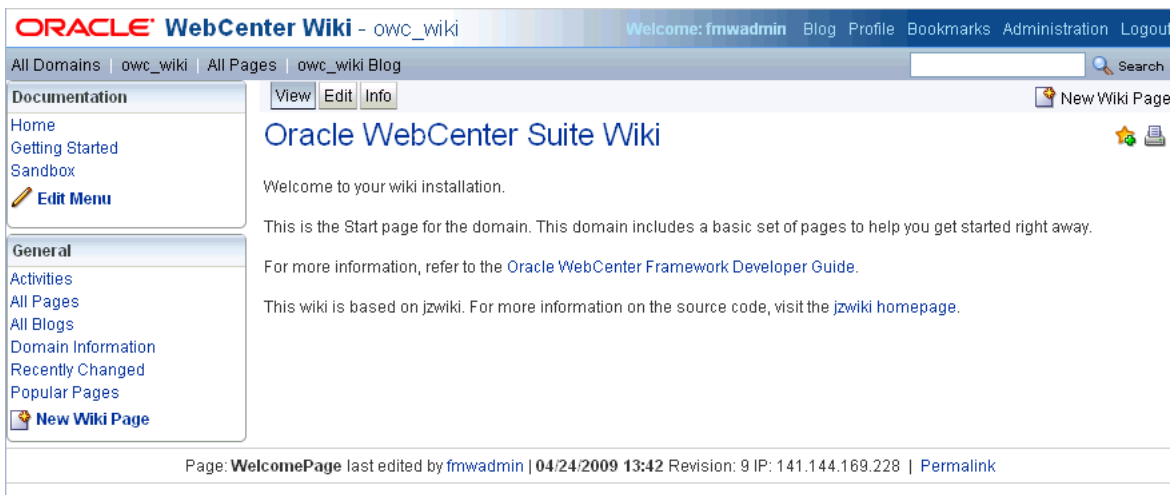 ORACLE WebCenter Wiki - owc_wiki Welcome: fmwadmin Blog Profile Bookmarks Administration Logout
All Domains | owc_wiki | All Pages | owc_wiki Blog Search
Documentation
Home
Getting Started
Sandbox
Edit Menu
General
Activities
All Pages
All Blogs
Domain Information
Recently Changed
Popular Pages
New Wiki Page
View Edit Info New Wiki Page
Oracle WebCenter Suite Wiki
Welcome to your wiki installation.
This is the Start page for the domain. This domain includes a basic set of pages to help you get started right away.
For more information, refer to the Oracle WebCenter Framework Developer Guide.
This wiki is based on jzwiki. For more information on the source code, visit the jzwiki homepage.
Page: WelcomePage last edited by fmwadmin | 04/24/2009 13:42 Revision: 9 IP: 141.144.169.228 | Permalink